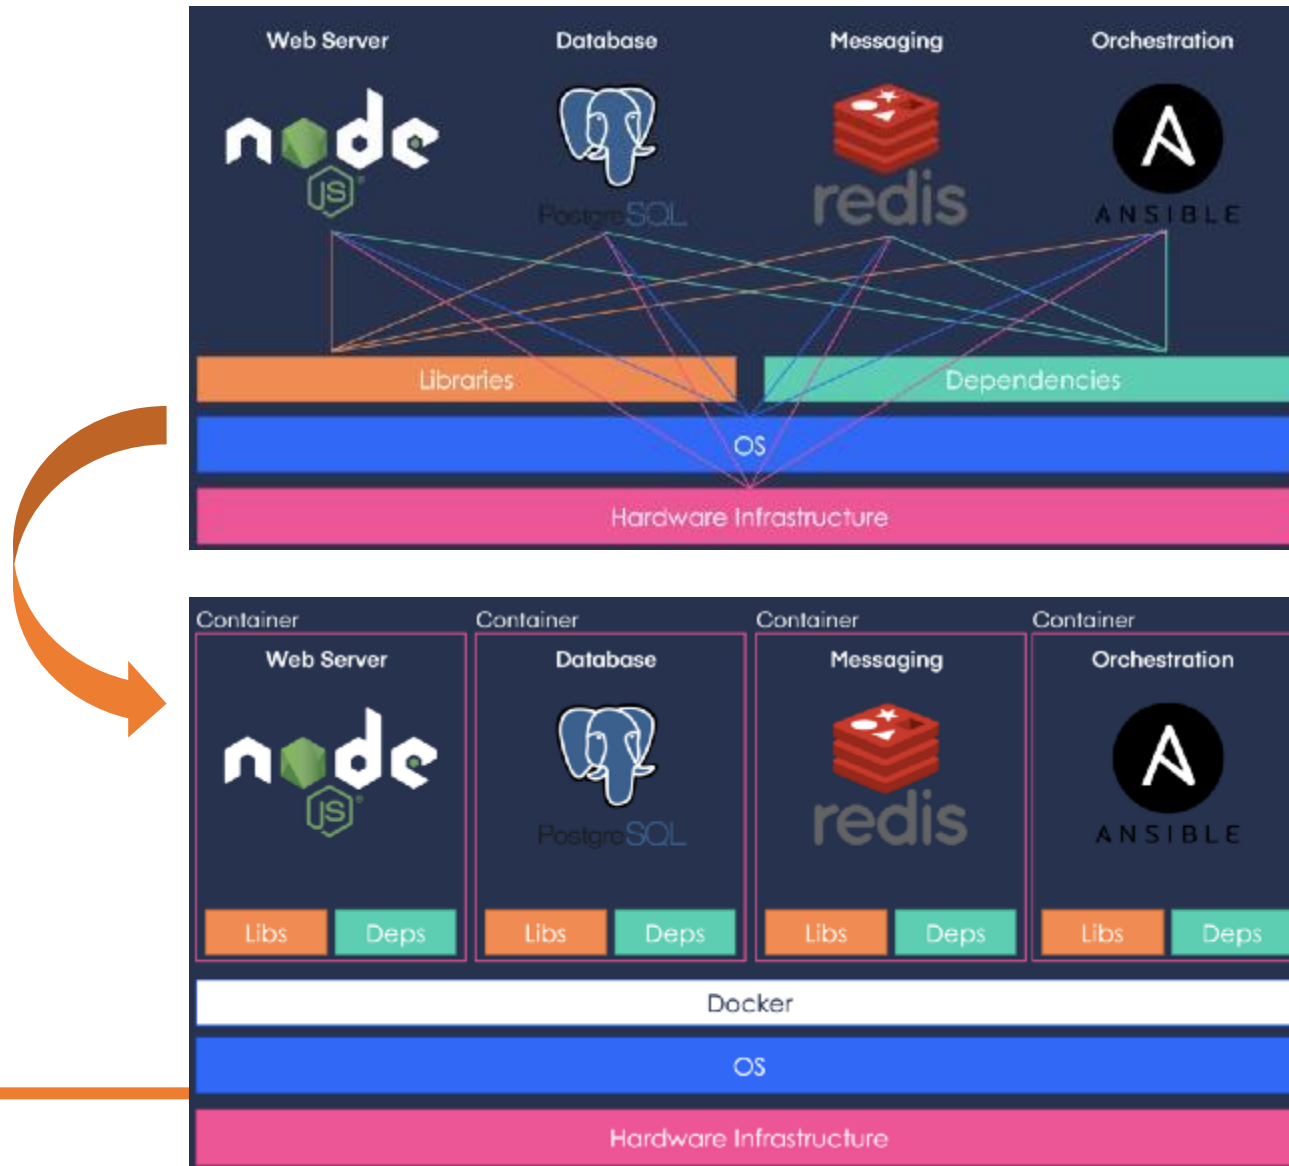 Web Server Database Messaging Orchestration
node
JS
PostgreSQL redis ANSIBLE
Libraries Dependencies
OS
Hardware Infrastructure
Container Container Container Container
Web Server Database Messaging Orchestration
node
JS
PostgreSQL redis ANSIBLE
Libs Deps Libs Deps Libs Deps Libs Deps
Docker
OS
Hardware Infrastructure